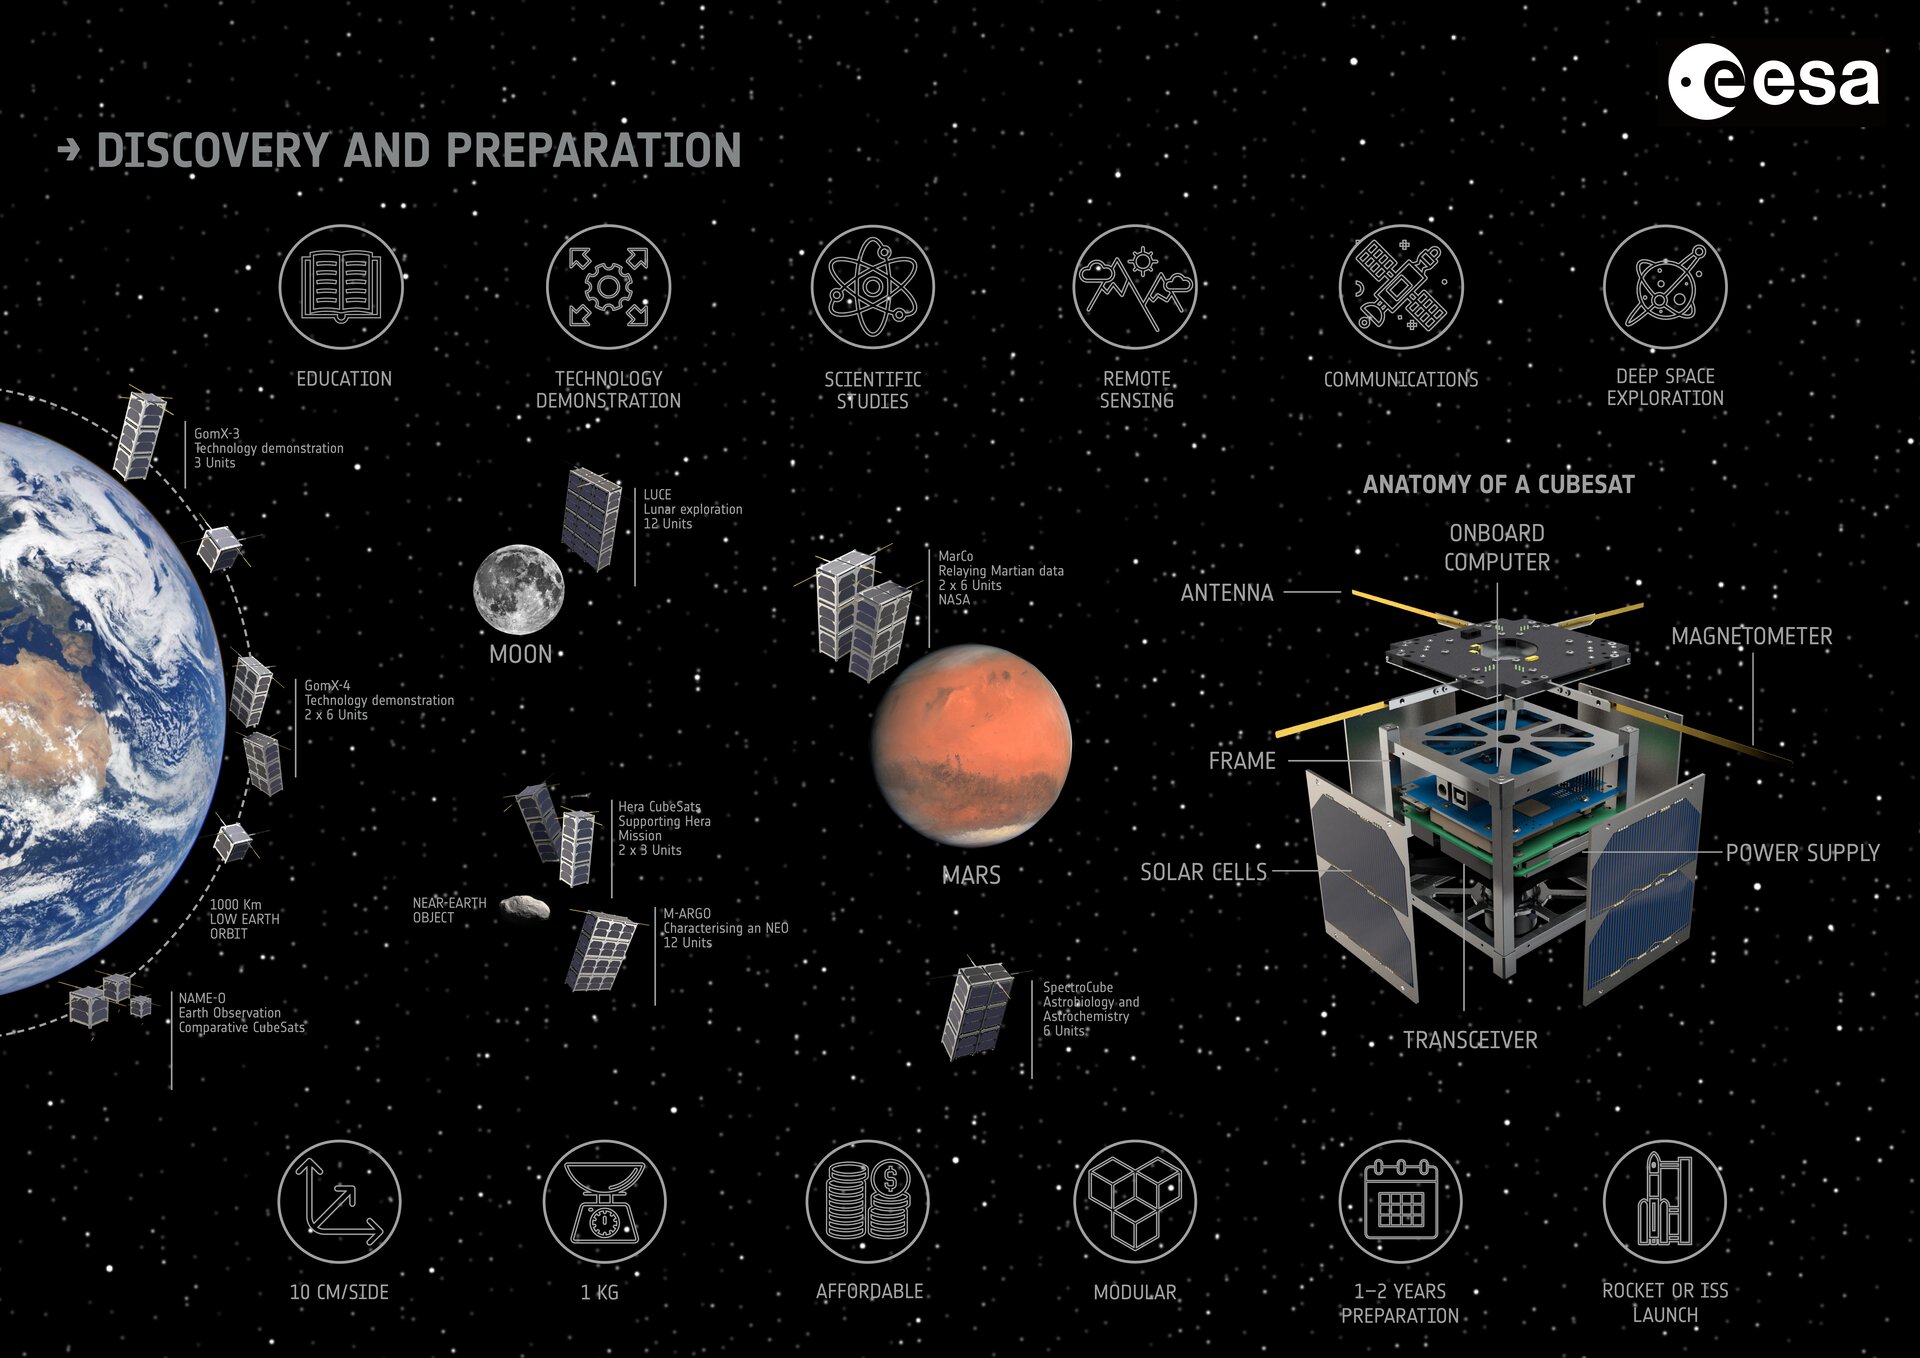 esa
→ DISCOVERY AND PREPARATION
EDUCATION
TECHNOLOGY
DEMONSTRATION
SCIENTIFIC
STUDIES
REMOTE
SENSING
COMMUNICATIONS
DEEP SPACE
EXPLORATION
GomX-3
Technology demonstration
3 Units
LUCE
Lunar exploration
12 Units
MOON
MarCo
Relaying Martian data
2 x 6 Units
NASA
MARS
GomX-4
Technology demonstration
2 x 6 Units
Hera CubeSats
Supporting Hera
Mission
2 x 3 Units
NEAR-EARTH
OBJECT
M-ARGO
Characterising an NEO
12 Units
1000 Km
LOW EARTH
ORBIT
NAME-O
Earth Observation
Comparative CubeSats
SpectroCube
Astrobiology and
Astrochemistry
6 Units
ANATOMY OF A CUBESAT
ONBOARD
COMPUTER
ANTENNA
MAGNETOMETER
FRAME
SOLAR CELLS
POWER SUPPLY
TRANSCEIVER
10 CM/SIDE
1 KG
$
AFFORDABLE
MODULAR
1–2 YEARS
PREPARATION
ROCKET OR ISS
LAUNCH